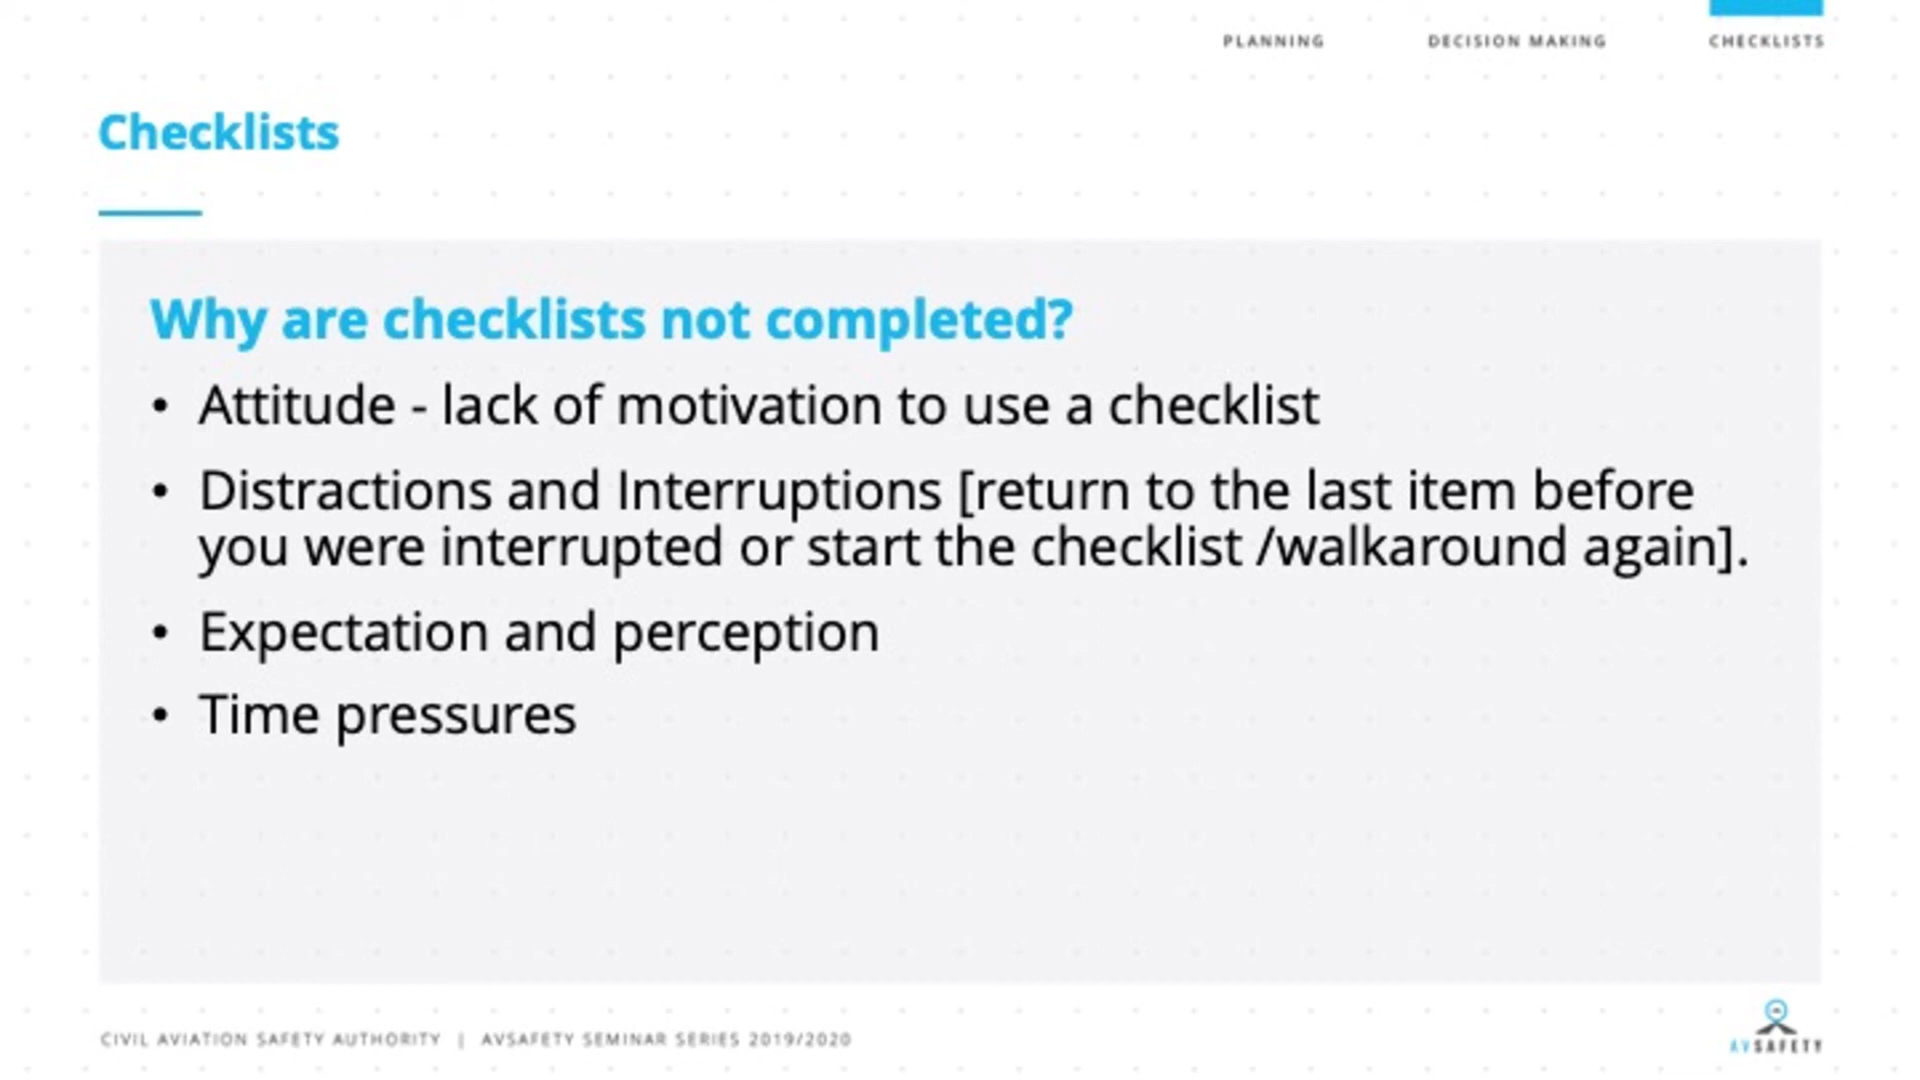 PLANNING DECISION MAKING CHECKLISTS
Checklists
Why are checklists not completed?
• Attitude - lack of motivation to use a checklist
• Distractions and Interruptions [return to the last item before
you were interrupted or start the checklist /walkaround again].
• Expectation and perception
• Time pressures
CIVIL AVIATION SAFETY AUTHORITY | AVSAFETY SEMINAR SERIES 2019/2020
AVSAFETY